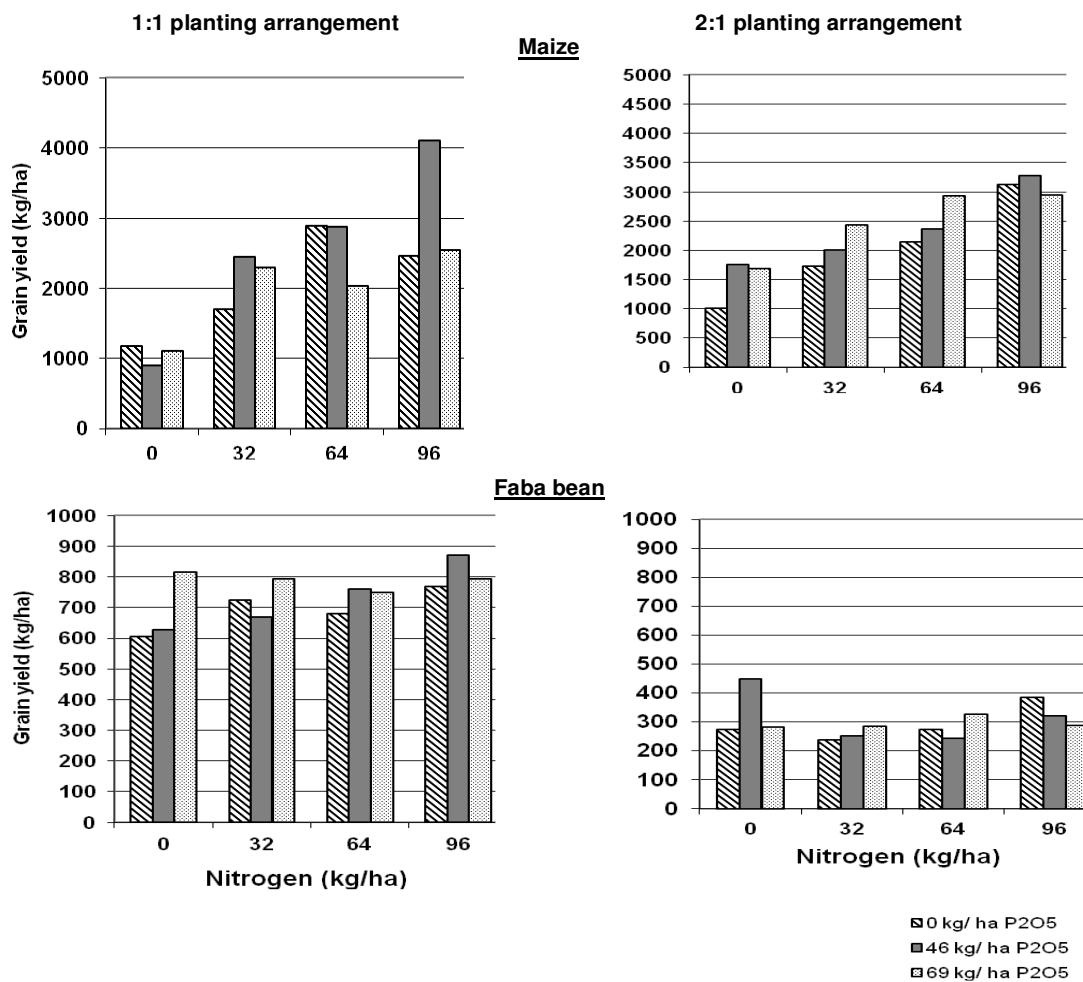 1:1 planting arrangement
2:1 planting arrangement
Maize
5000
4000
3000
2000
1000
0
Grain yield (kg/ha)
0 32 64 96
5000
4500
4000
3500
3000
2500
2000
1500
1000
500
0
0 32 64 96
Faba bean
1000
900
800
700
600
500
400
300
200
100
0
Grain yield (kg/ha)
0 32 64 96
Nitrogen (kg/ha)
1000
900
800
700
600
500
400
300
200
100
0
0 32 64 96
Nitrogen (kg/ha)
0 kg/ ha P2O5
46 kg/ ha P2O5
69 kg/ ha P2O5